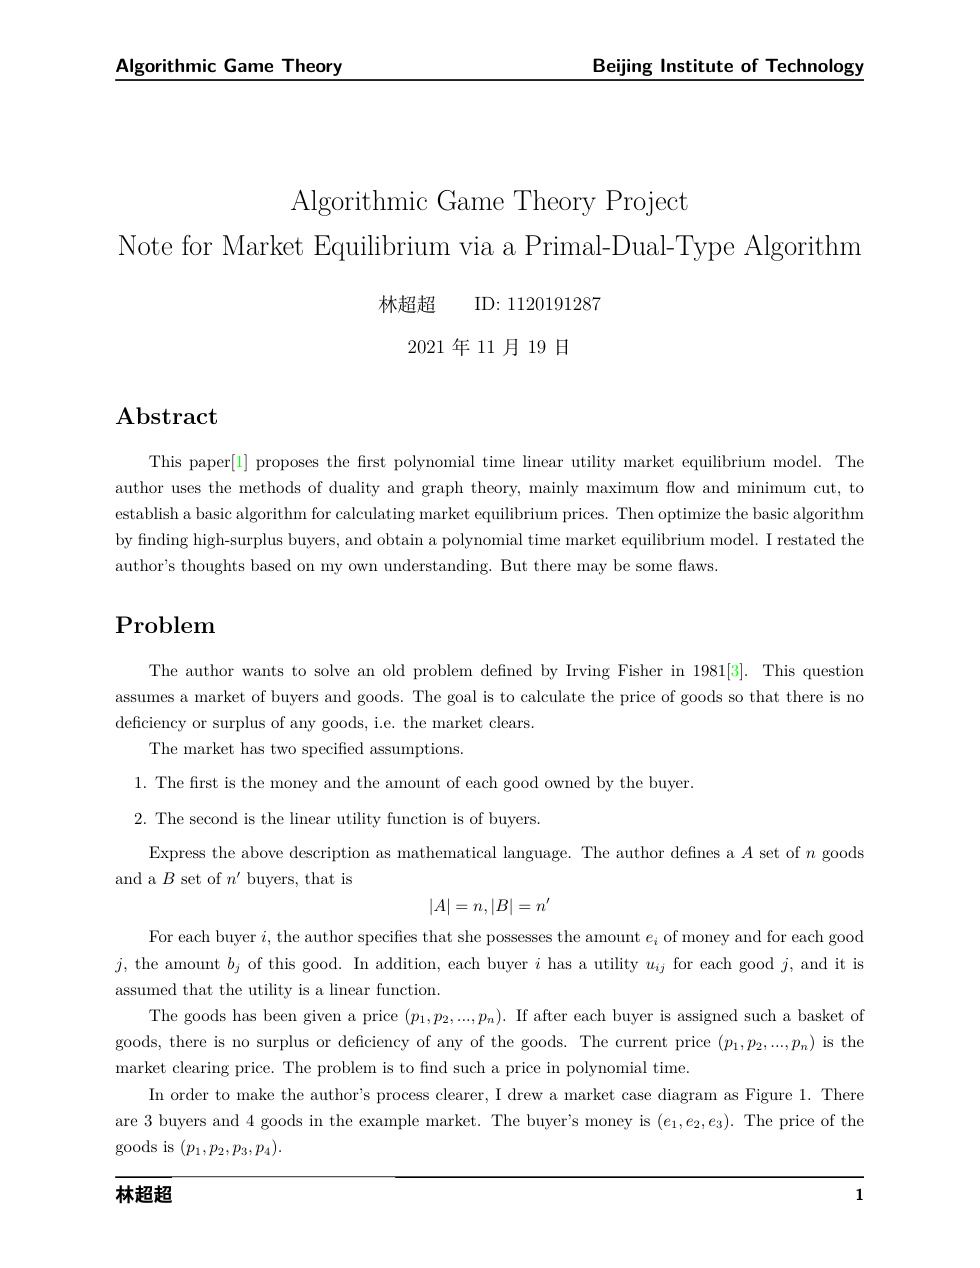 Algorithmic Game Theory Beijing Institute of Technology
Algorithmic Game Theory Project
Note for Market Equilibrium via a Primal-Dual-Type Algorithm
林超超 ID: 1120191287
2021 年 11 月 19 日
Abstract
This paper[1] proposes the first polynomial time linear utility market equilibrium model. The
author uses the methods of duality and graph theory, mainly maximum flow and minimum cut, to
establish a basic algorithm for calculating market equilibrium prices. Then optimize the basic algorithm
by finding high-surplus buyers, and obtain a polynomial time market equilibrium model. I restated the
author's thoughts based on my own understanding. But there may be some flaws.
Problem
The author wants to solve an old problem defined by Irving Fisher in 1981[3]. This question
assumes a market of buyers and goods. The goal is to calculate the price of goods so that there is no
deficiency or surplus of any goods, i.e. the market clears.
The market has two specified assumptions.
1. The first is the money and the amount of each good owned by the buyer.
2. The second is the linear utility function is of buyers.
Express the above description as mathematical language. The author defines a A set of n goods
and a B set of n′ buyers, that is
|A| = n, |B| = n′
For each buyer i, the author specifies that she possesses the amount e_i of money and for each good
j, the amount b_j of this good. In addition, each buyer i has a utility u_ij for each good j, and it is
assumed that the utility is a linear function.
The goods has been given a price (p₁, p₂, ..., pₙ). If after each buyer is assigned such a basket of
goods, there is no surplus or deficiency of any of the goods. The current price (p₁, p₂, ..., pₙ) is the
market clearing price. The problem is to find such a price in polynomial time.
In order to make the author's process clearer, I drew a market case diagram as Figure 1. There
are 3 buyers and 4 goods in the example market. The buyer's money is (e₁, e₂, e₃). The price of the
goods is (p₁, p₂, p₃, p₄).
林超超 1